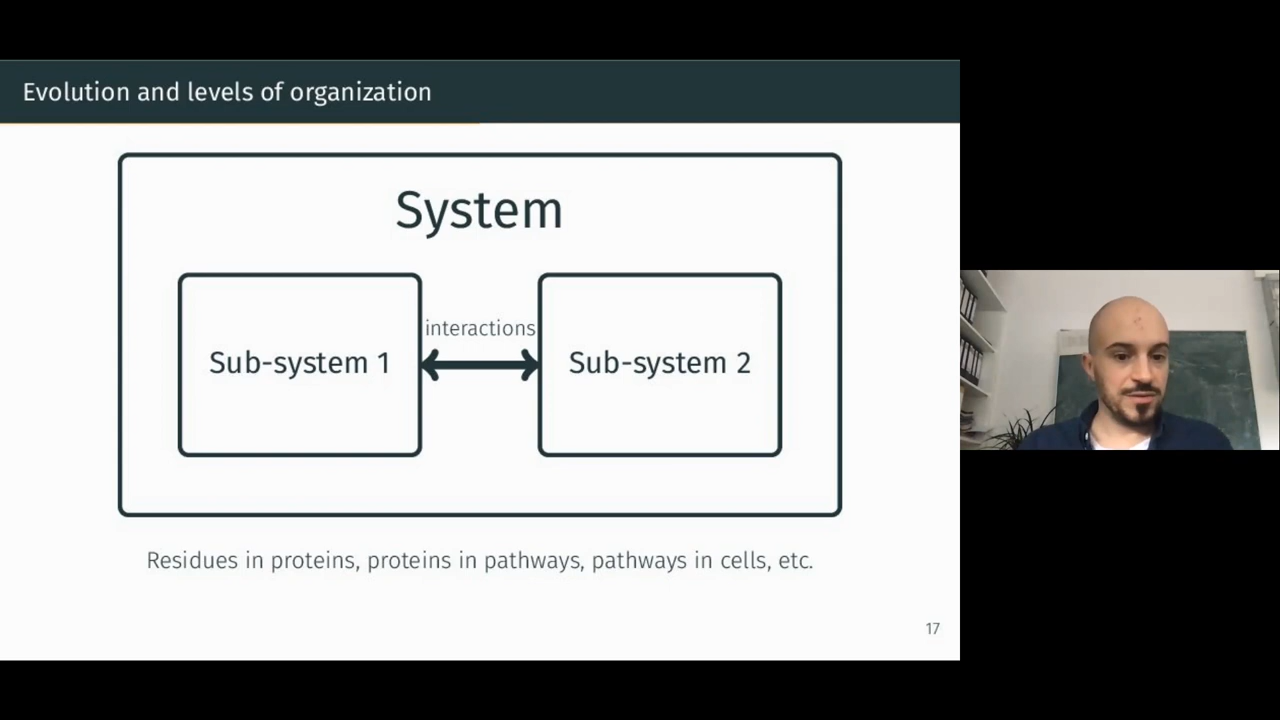 Evolution and levels of organization
System
interactions
Sub-system 1
Sub-system 2
Residues in proteins, proteins in pathways, pathways in cells, etc.
17